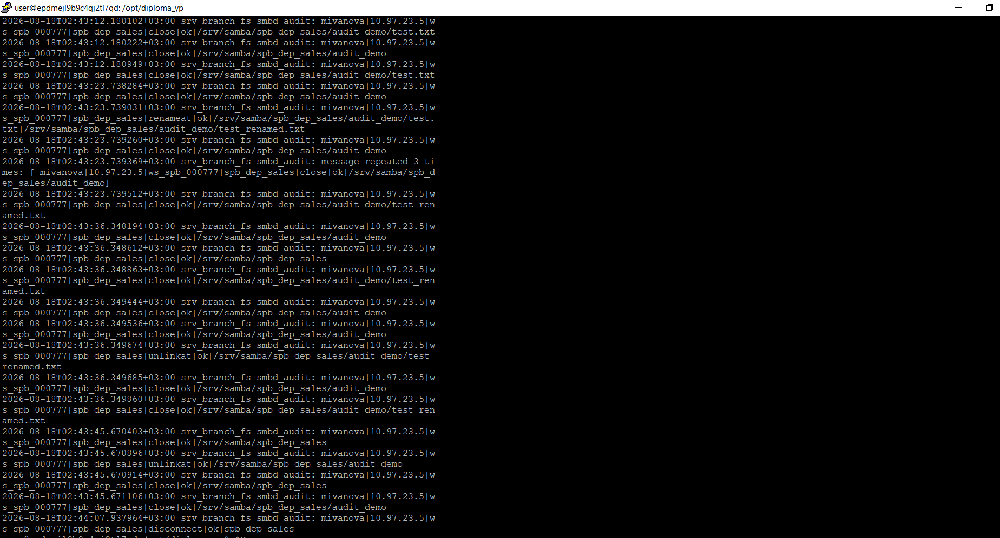 user@epdmejl9b9c4qj2tl7qd: /opt/diploma_yp
2026-08-18T02:43:12.180102+03:00 srv_branch_fs smbd_audit: mivanova|10.97.23.5|w
s_spb_000777|spb_dep_sales|close|ok|/srv/samba/spb_dep_sales/audit_demo/test.txt
2026-08-18T02:43:12.180222+03:00 srv_branch_fs smbd_audit: mivanova|10.97.23.5|w
s_spb_000777|spb_dep_sales|close|ok|/srv/samba/spb_dep_sales/audit_demo
2026-08-18T02:43:12.180949+03:00 srv_branch_fs smbd_audit: mivanova|10.97.23.5|w
s_spb_000777|spb_dep_sales|close|ok|/srv/samba/spb_dep_sales/audit_demo/test.txt
2026-08-18T02:43:23.738284+03:00 srv_branch_fs smbd_audit: mivanova|10.97.23.5|w
s_spb_000777|spb_dep_sales|close|ok|/srv/samba/spb_dep_sales/audit_demo
2026-08-18T02:43:23.739031+03:00 srv_branch_fs smbd_audit: mivanova|10.97.23.5|w
s_spb_000777|spb_dep_sales|renameat|ok|/srv/samba/spb_dep_sales/audit_demo/test.
txt|/srv/samba/spb_dep_sales/audit_demo/test_renamed.txt
2026-08-18T02:43:23.739260+03:00 srv_branch_fs smbd_audit: mivanova|10.97.23.5|w
s_spb_000777|spb_dep_sales|close|ok|/srv/samba/spb_dep_sales/audit_demo
2026-08-18T02:43:23.739369+03:00 srv_branch_fs smbd_audit: message repeated 3 ti
mes: [ mivanova|10.97.23.5|ws_spb_000777|spb_dep_sales|close|ok|/srv/samba/spb_d
ep_sales/audit_demo]
2026-08-18T02:43:23.739512+03:00 srv_branch_fs smbd_audit: mivanova|10.97.23.5|w
s_spb_000777|spb_dep_sales|close|ok|/srv/samba/spb_dep_sales/audit_demo/test_ren
amed.txt
2026-08-18T02:43:36.348194+03:00 srv_branch_fs smbd_audit: mivanova|10.97.23.5|w
s_spb_000777|spb_dep_sales|close|ok|/srv/samba/spb_dep_sales/audit_demo
2026-08-18T02:43:36.348612+03:00 srv_branch_fs smbd_audit: mivanova|10.97.23.5|w
s_spb_000777|spb_dep_sales|close|ok|/srv/samba/spb_dep_sales
2026-08-18T02:43:36.348863+03:00 srv_branch_fs smbd_audit: mivanova|10.97.23.5|w
s_spb_000777|spb_dep_sales|close|ok|/srv/samba/spb_dep_sales/audit_demo/test_ren
amed.txt
2026-08-18T02:43:36.349444+03:00 srv_branch_fs smbd_audit: mivanova|10.97.23.5|w
s_spb_000777|spb_dep_sales|close|ok|/srv/samba/spb_dep_sales/audit_demo
2026-08-18T02:43:36.349536+03:00 srv_branch_fs smbd_audit: mivanova|10.97.23.5|w
s_spb_000777|spb_dep_sales|close|ok|/srv/samba/spb_dep_sales/audit_demo
2026-08-18T02:43:36.349674+03:00 srv_branch_fs smbd_audit: mivanova|10.97.23.5|w
s_spb_000777|spb_dep_sales|unlinkat|ok|/srv/samba/spb_dep_sales/audit_demo/test_
renamed.txt
2026-08-18T02:43:36.349685+03:00 srv_branch_fs smbd_audit: mivanova|10.97.23.5|w
s_spb_000777|spb_dep_sales|close|ok|/srv/samba/spb_dep_sales/audit_demo
2026-08-18T02:43:36.349860+03:00 srv_branch_fs smbd_audit: mivanova|10.97.23.5|w
s_spb_000777|spb_dep_sales|close|ok|/srv/samba/spb_dep_sales/audit_demo/test_ren
amed.txt
2026-08-18T02:43:45.670403+03:00 srv_branch_fs smbd_audit: mivanova|10.97.23.5|w
s_spb_000777|spb_dep_sales|close|ok|/srv/samba/spb_dep_sales
2026-08-18T02:43:45.670896+03:00 srv_branch_fs smbd_audit: mivanova|10.97.23.5|w
s_spb_000777|spb_dep_sales|unlinkat|ok|/srv/samba/spb_dep_sales/audit_demo
2026-08-18T02:43:45.670914+03:00 srv_branch_fs smbd_audit: mivanova|10.97.23.5|w
s_spb_000777|spb_dep_sales|close|ok|/srv/samba/spb_dep_sales
2026-08-18T02:43:45.671106+03:00 srv_branch_fs smbd_audit: mivanova|10.97.23.5|w
s_spb_000777|spb_dep_sales|close|ok|/srv/samba/spb_dep_sales/audit_demo
2026-08-18T02:44:07.937964+03:00 srv_branch_fs smbd_audit: mivanova|10.97.23.5|w
s_spb_000777|spb_dep_sales|disconnect|ok|spb_dep_sales